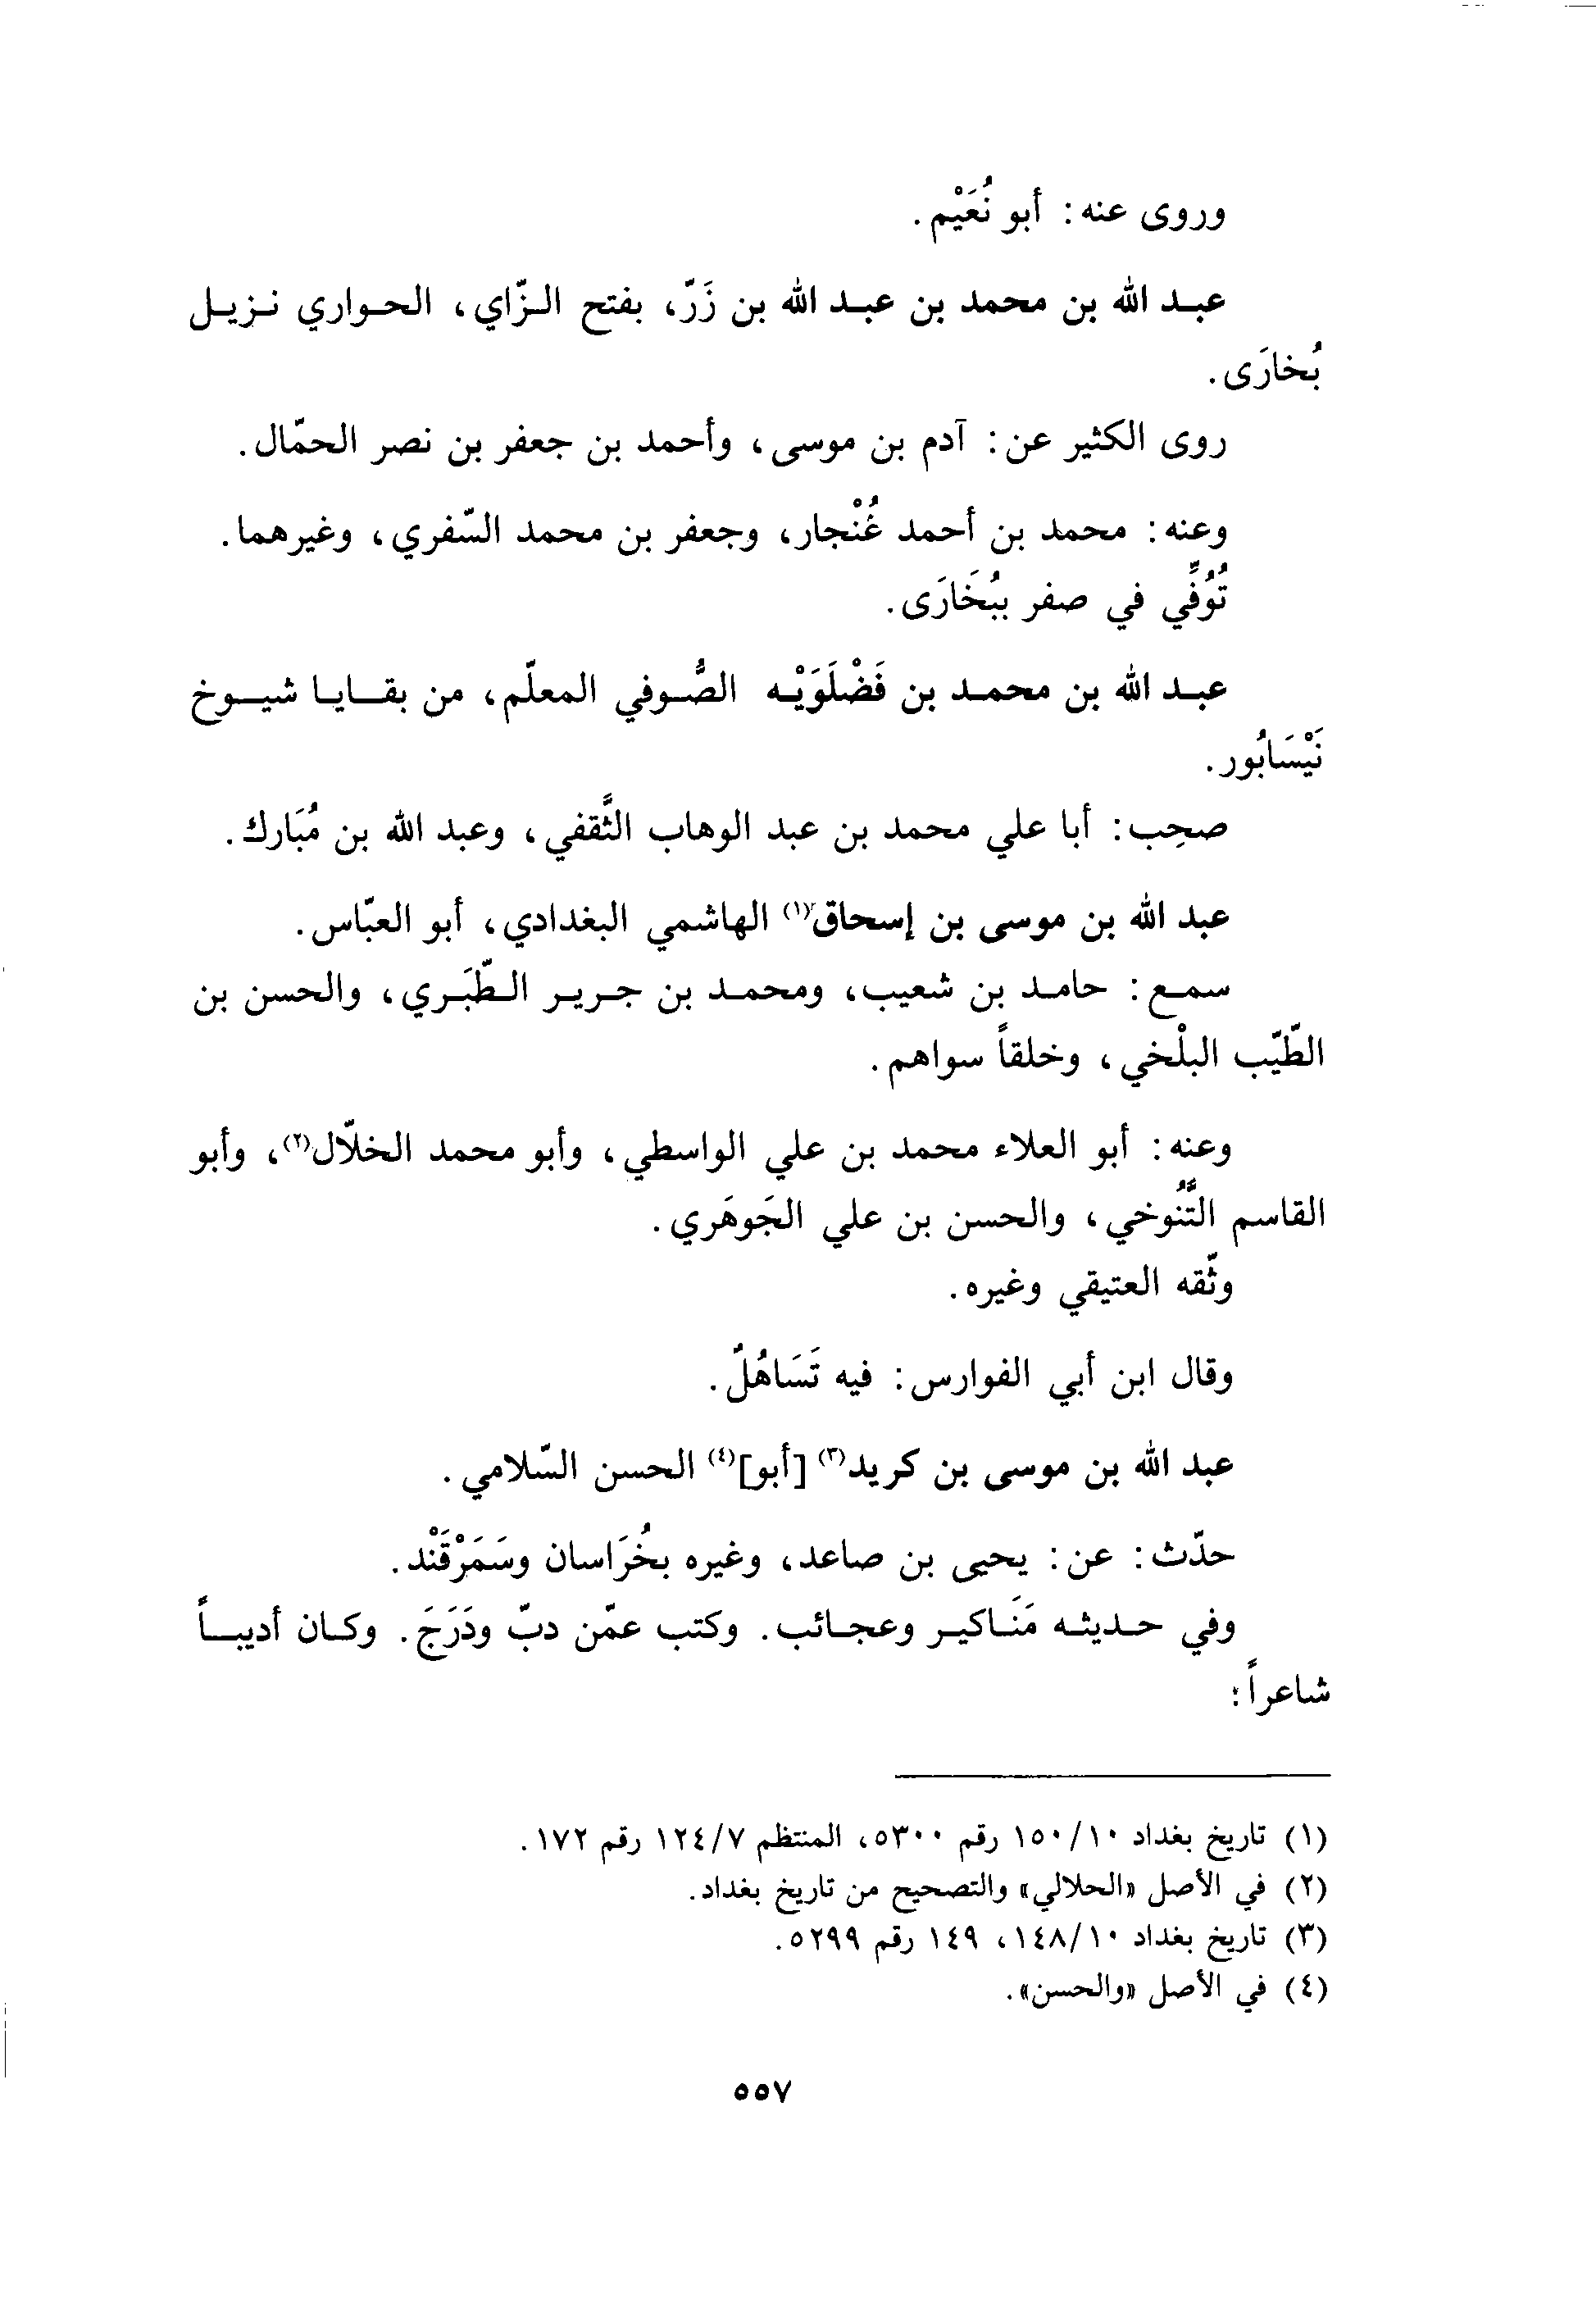 وروى عنه: أبو نُعَيْم.
عبد الله بن محمد بن عبد الله بن زَرّ، بفتح الزّاي، الحواري نزيل
بُخارَى.
روى الكثير عن: آدم بن موسى، وأحمد بن جعفر بن نصر الحمّال.
وعنه: محمد بن أحمد غُنْجار، وجعفر بن محمد السّفري، وغيرهما.
تُوُفِّي في صفر ببُخَارَى.
عبد الله بن محمد بن فَضْلَوَيْه الصُّوفي المعلّم، من بقايا شيوخ
نَيْسَابُور.
صحِب: أبا علي محمد بن عبد الوهاب الثَّقفي، وعبد الله بن مُبَارك.
عبد الله بن موسى بن إسحاق(١) الهاشمي البغدادي، أبو العبّاس.
سمع: حامد بن شعيب، ومحمد بن جرير الطّبَري، والحسن بن
الطّيّب البلْخي، وخلقاً سواهم.
وعنه: أبو العلاء محمد بن علي الواسطي، وأبو محمد الخلّال(٢)، وأبو
القاسم التَّنُوخي، والحسن بن علي الجَوهَري.
وثّقه العتيقي وغيره.
وقال ابن أبي الفوارس: فيه تَسَاهُلٌ.
عبد الله بن موسى بن كريد(٣) [أبو](٤) الحسن السّلامي.
حدّث: عن: يحيى بن صاعد، وغيره بخُرَاسان وسَمَرْقَنْد.
وفي حديثه مَنَاكير وعجائب. وكتب عمّن دبّ ودَرَجَ. وكان أديباً
شاعراً:
(١) تاريخ بغداد ١٥٠/١٠ رقم ٥٣٠٠، المنتظم ١٢٤/٧ رقم ١٧٢.
(٢) في الأصل «الحلالي» والتصحيح من تاريخ بغداد.
(٣) تاريخ بغداد ١٤٨/١٠، ١٤٩ رقم ٥٢٩٩.
(٤) في الأصل «والحسن».
٥٥٧